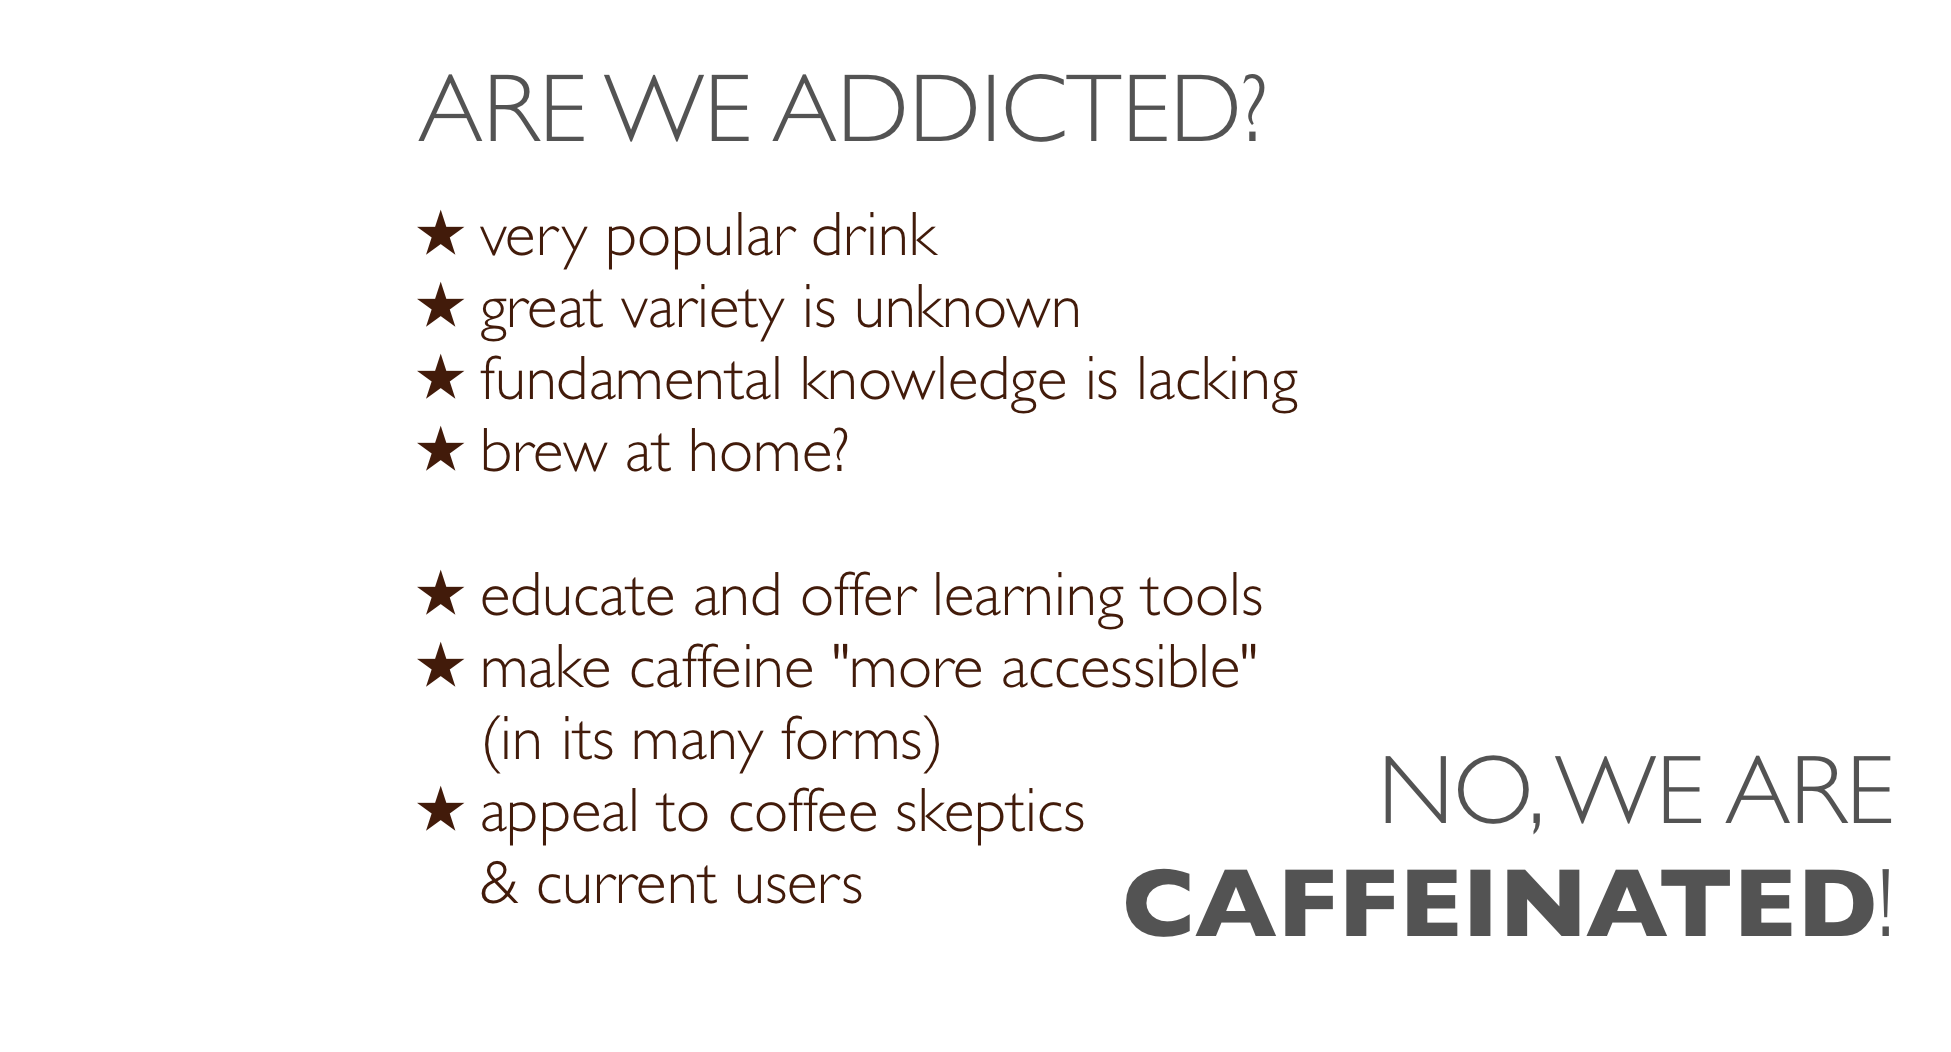 ARE WE ADDICTED?
★ very popular drink
★ great variety is unknown
★ fundamental knowledge is lacking
★ brew at home?
★ educate and offer learning tools
★ make caffeine "more accessible"
(in its many forms)
★ appeal to coffee skeptics
& current users
NO, WE ARE
CAFFEINATED!